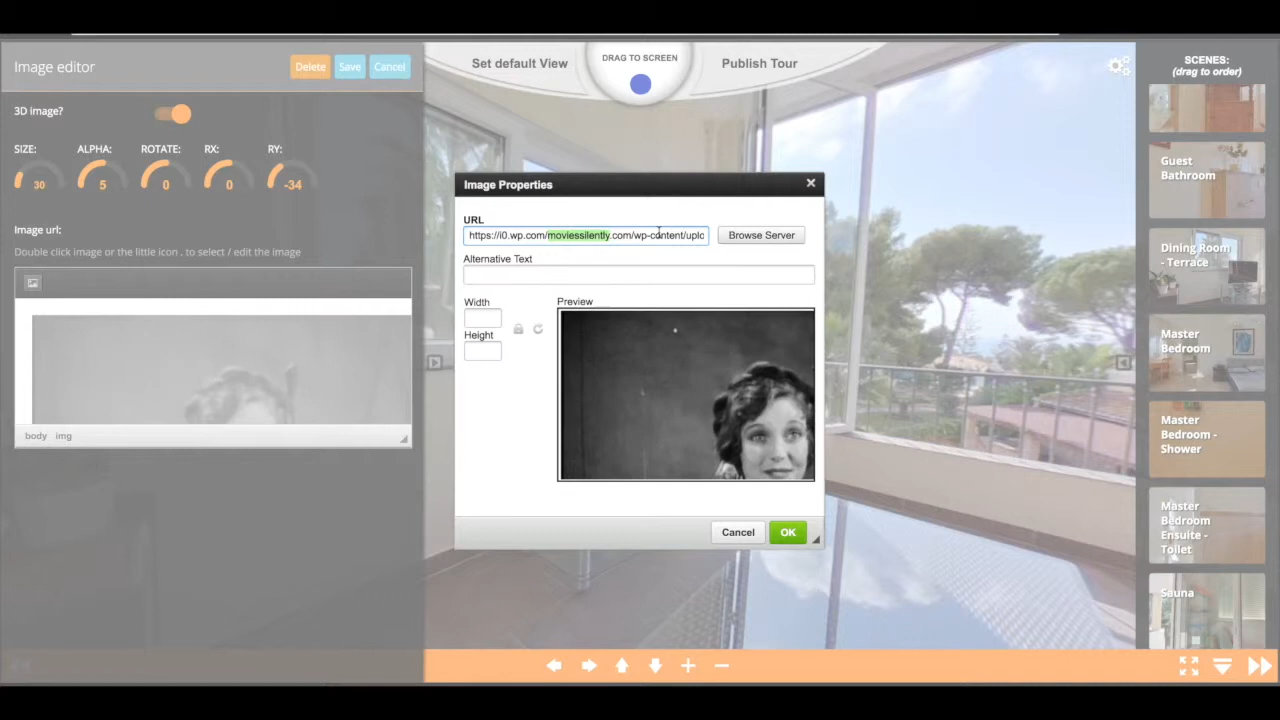 Image editor
Delete
Save
Cancel
3D image?
SIZE:
ALPHA:
ROTATE:
RX:
RY:
30
5
0
0
-34
Image url:
Double click image or the little icon , to select / edit the image
body img
Set default View
DRAG TO SCREEN
Publish Tour
Image Properties
URL
https://i0.wp.com/moviessilently.com/wp-content/uplo
Browse Server
Alternative Text
Width
Height
Preview
Cancel
OK
SCENES:
(drag to order)
Guest
Bathroom
Dining Room
- Terrace
Master
Bedroom
Master
Bedroom -
Shower
Master
Bedroom
Ensuite -
Toilet
Sauna